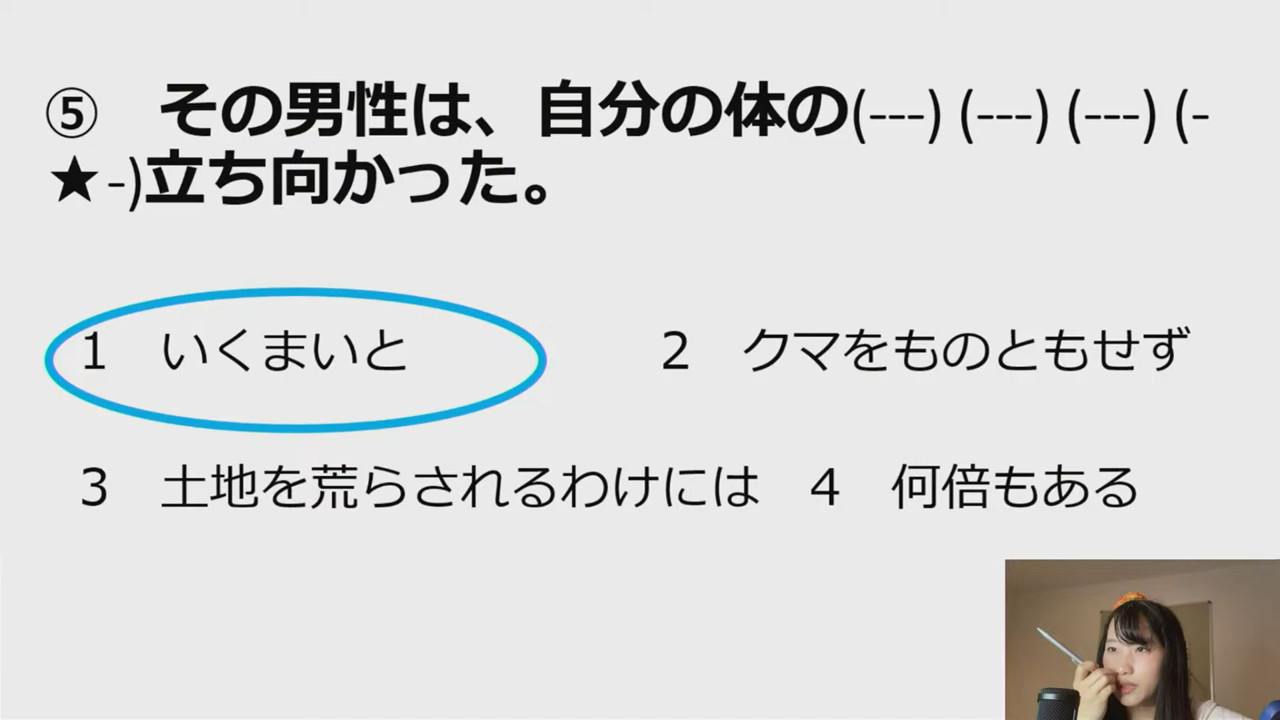 ⑤ その男性は、自分の体の(---) (---) (---) (-
★-)立ち向かった。
1 いくまいと 2 クマをものともせず
3 土地を荒らされるわけには 4 何倍もある